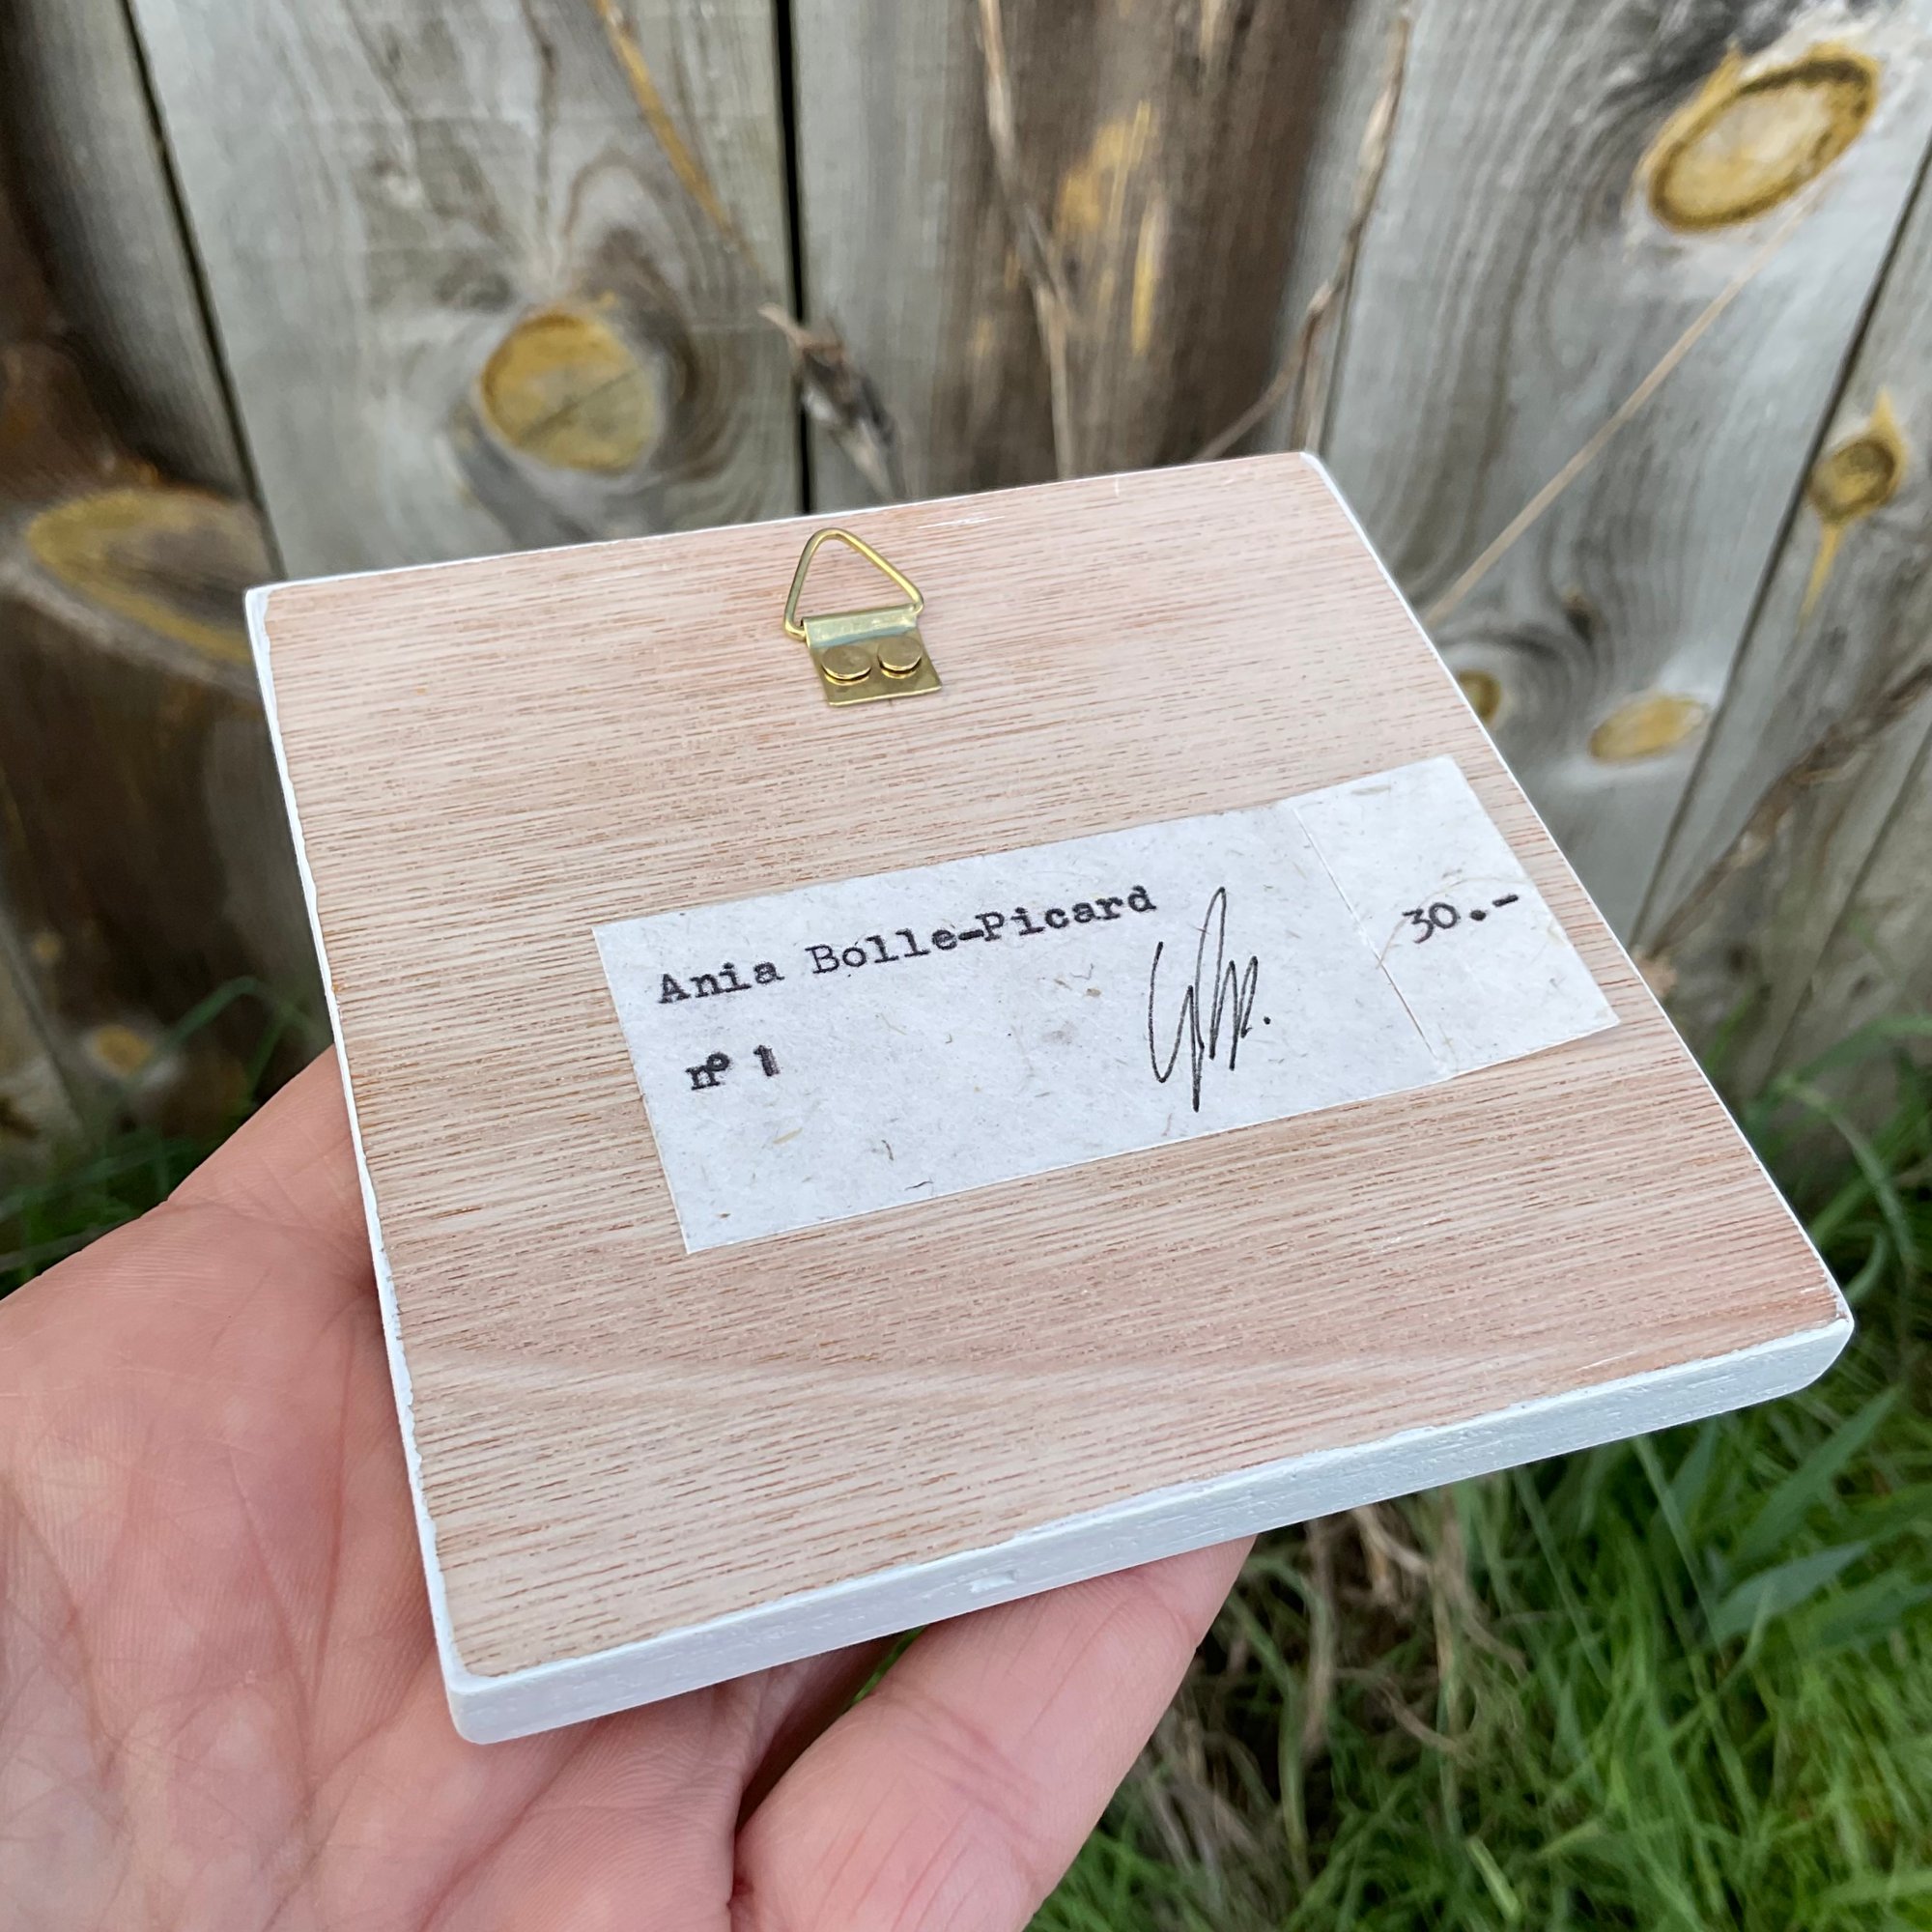 Ania Bolle-Picard
30.-
nº 1